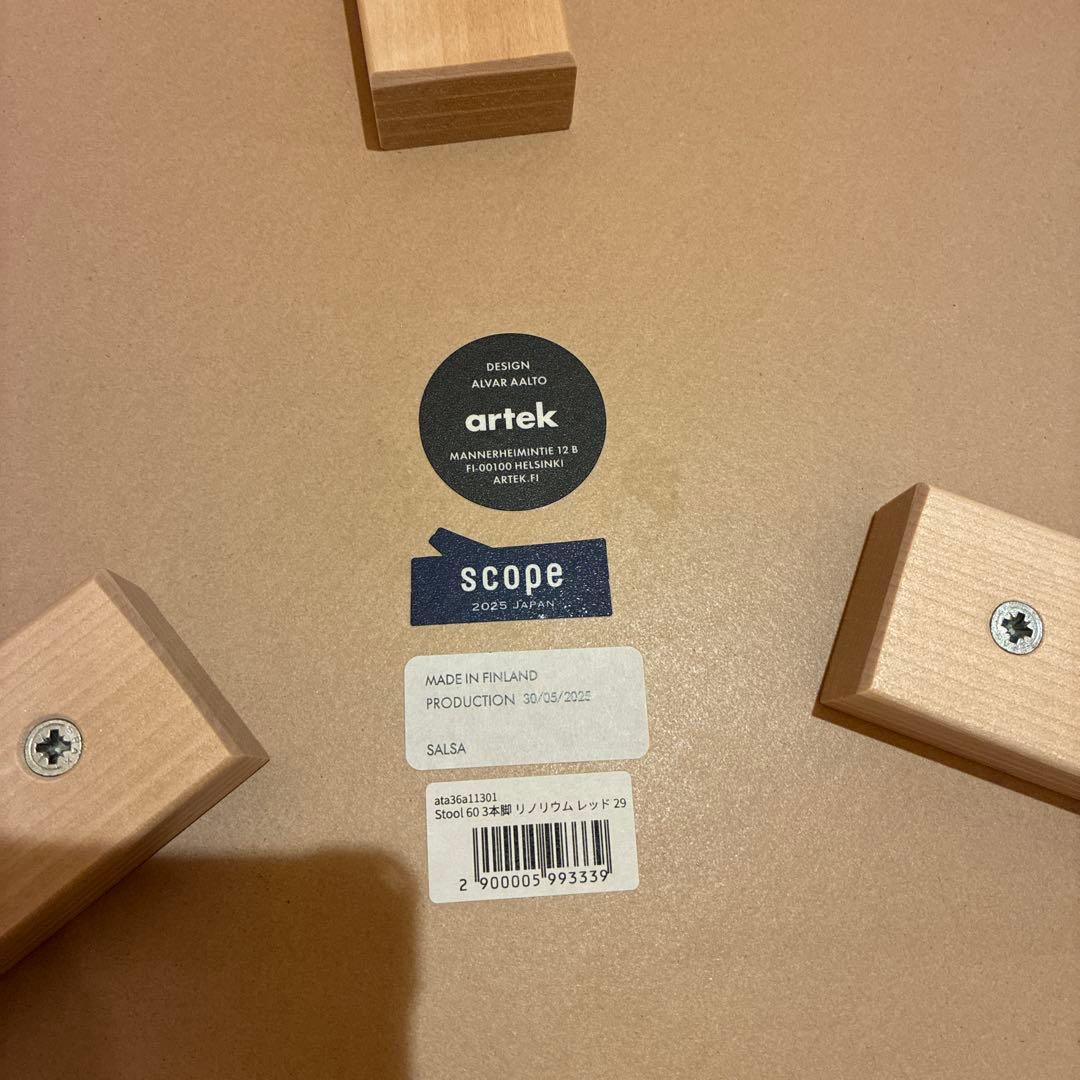 DESIGN
ALVAR AALTO
artek
MANNERHEIMINTIE 12 B
FI-00100 HELSINKI
ARTEK.FI
scope
2025 JAPAN
MADE IN FINLAND
PRODUCTION 30/05/2025
SALSA
ata36a11301
Stool 60 3本脚 リノリウム レッド 29
2 900005 993339